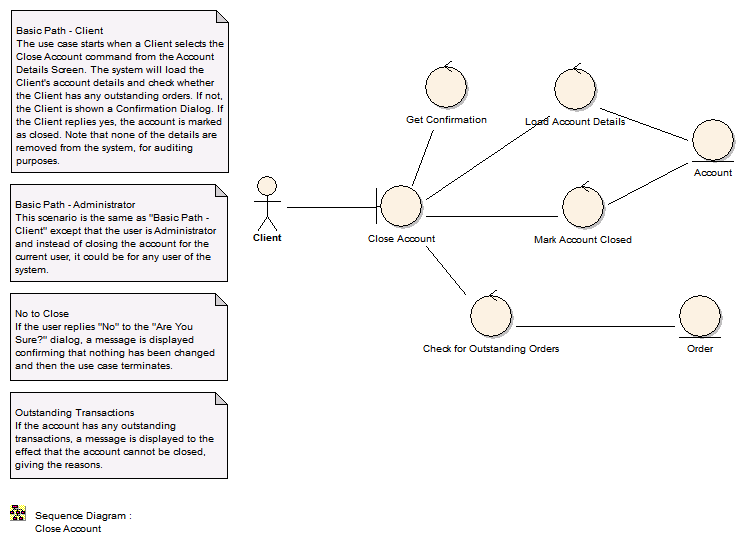 Basic Path - Client
The use case starts when a Client selects the
Close Account command from the Account
Details Screen. The system will load the
Client's account details and check whether
the Client has any outstanding orders. If not,
the Client is shown a Confirmation Dialog. If
the Client replies yes, the account is marked
as closed. Note that none of the details are
removed from the system, for auditing
purposes.
Basic Path - Administrator
This scenario is the same as "Basic Path -
Client" except that the user is Administrator
and instead of closing the account for the
current user, it could be for any user of the
system.
No to Close
If the user replies "No" to the "Are You
Sure?" dialog, a message is displayed
confirming that nothing has been changed
and then the use case terminates.
Outstanding Transactions
If the account has any outstanding
transactions, a message is displayed to the
effect that the account cannot be closed,
giving the reasons.
Sequence Diagram :
Close Account
Get Confirmation
Load Account Details
Account
Client
Close Account
Mark Account Closed
Check for Outstanding Orders
Order